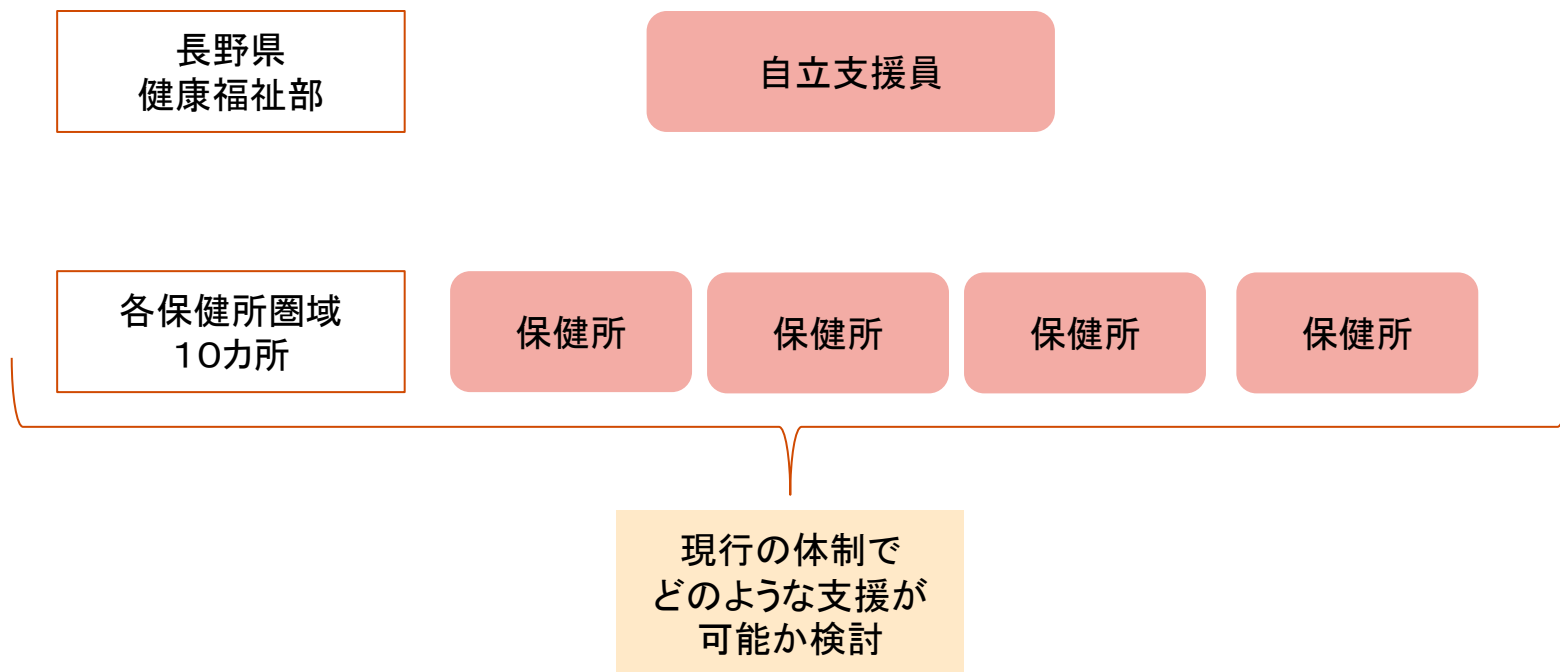 長野県
健康福祉部
自立支援員
各保健所圏域
１０カ所
保健所
保健所
保健所
保健所
現行の体制で
どのような支援が
可能か検討